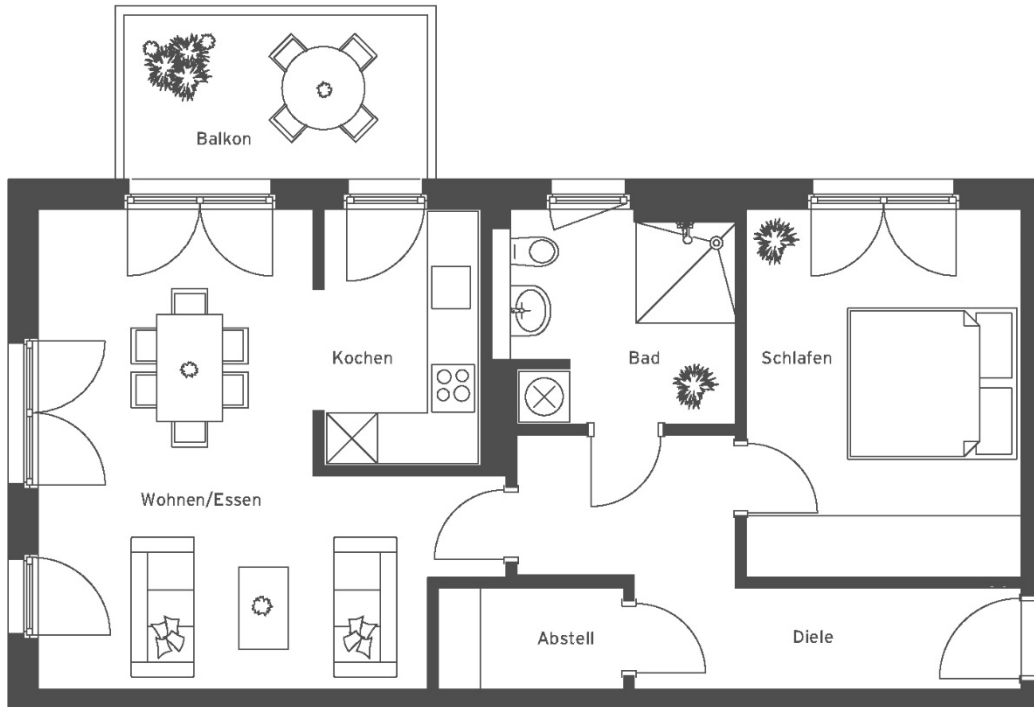 Balkon
Kochen
Bad
Schlafen
Wohnen/Essen
Abstell
Diele